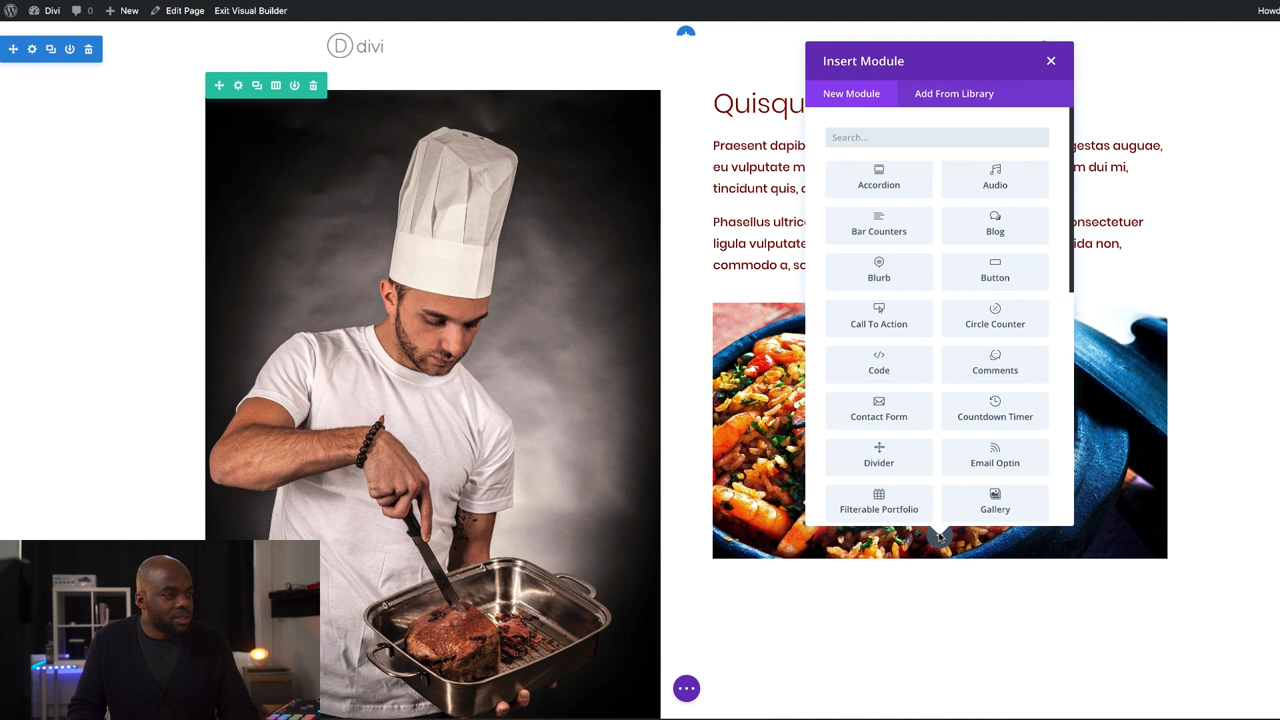 Divi
0
New
Edit Page
Exit Visual Builder
Howd
D divi
Insert Module
New Module
Add From Library
Search...
Accordion
Audio
Bar Counters
Blog
Blurb
Button
Call To Action
Circle Counter
Code
Comments
Contact Form
Countdown Timer
Divider
Email Optin
Filterable Portfolio
Gallery
Quisqu
Praesent dapib
gestas auguae,
eu vulputate m
m dui mi,
tincidunt quis,
Phasellus ultric
onsectetuer
ligula vulputate
ida non,
commodo a, so